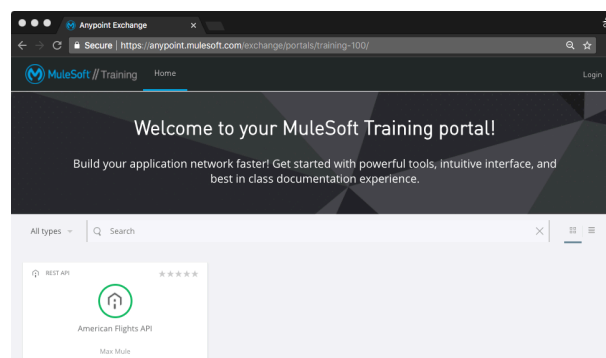 Anypoint Exchange
Secure | https://anypoint.mulesoft.com/exchange/portals/training-100/
MuleSoft // Training Home Login
Welcome to your MuleSoft Training portal!
Build your application network faster! Get started with powerful tools, intuitive interface, and
best in class documentation experience.
All types Search
REST API
American Flights API
Max Mule